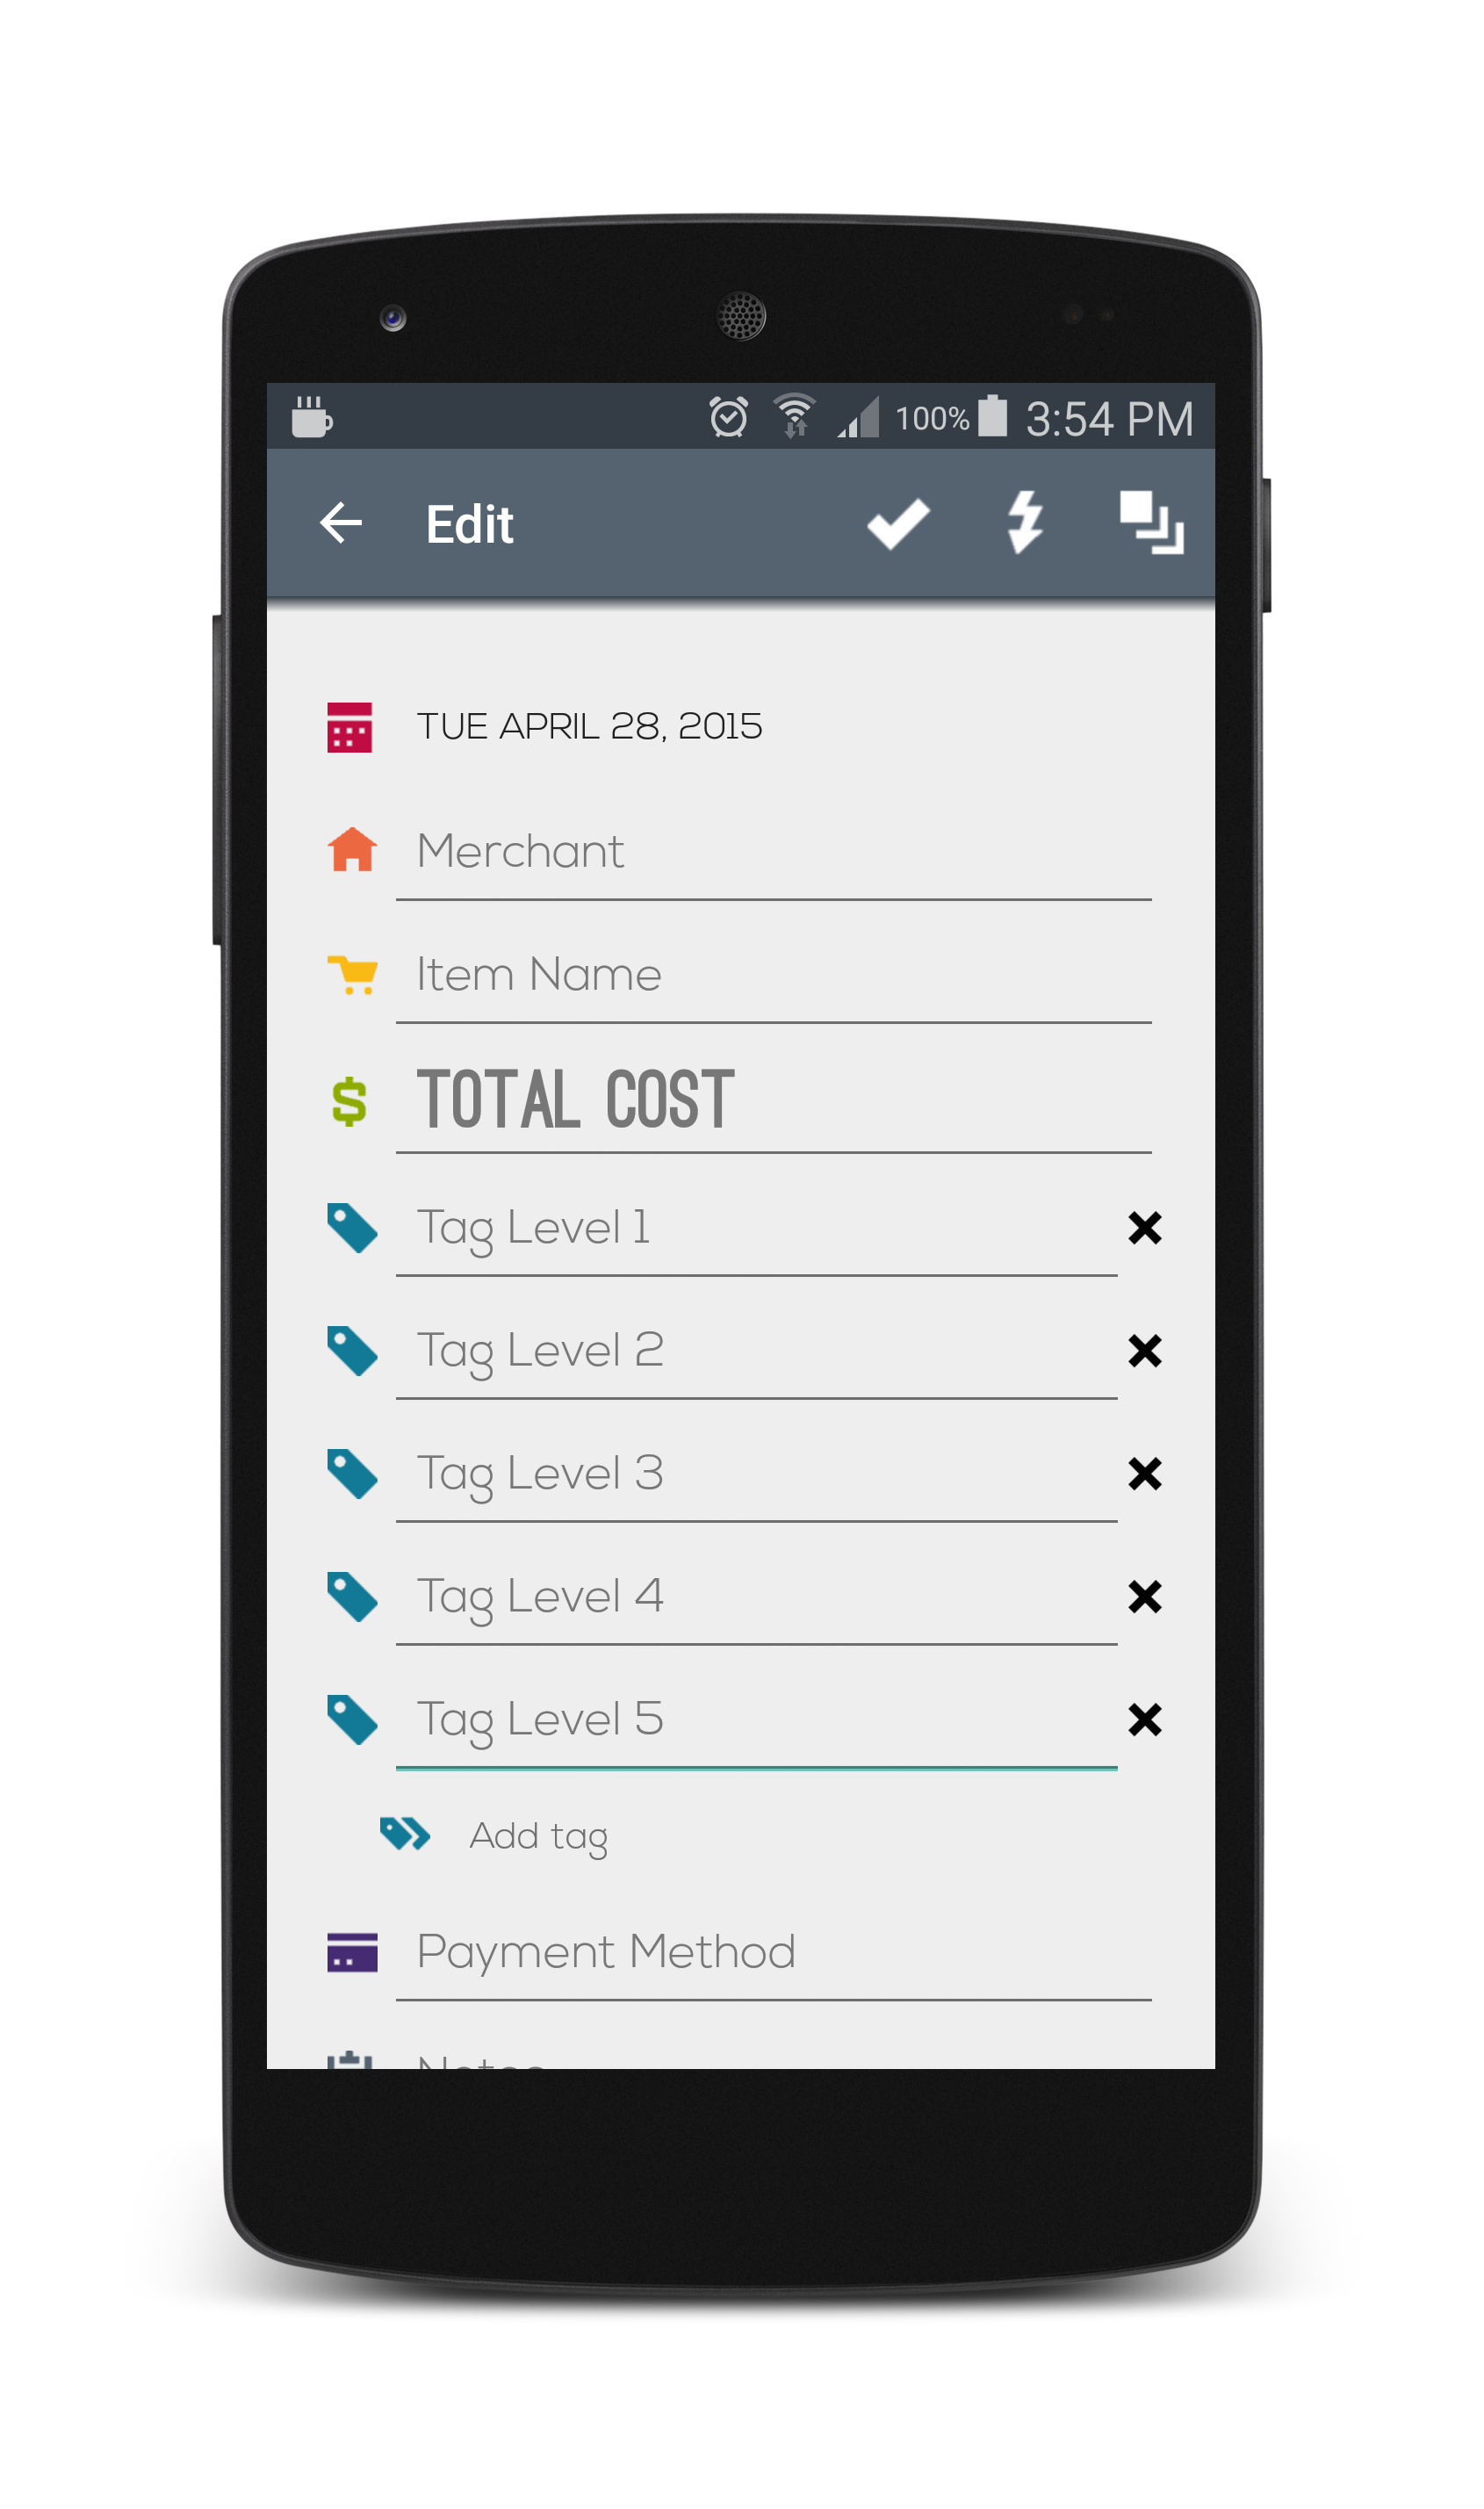 100% 3:54 PM
Edit
TUE APRIL 28, 2015
Merchant
Item Name
TOTAL COST
Tag Level 1
Tag Level 2
Tag Level 3
Tag Level 4
Tag Level 5
Add tag
Payment Method
Notes